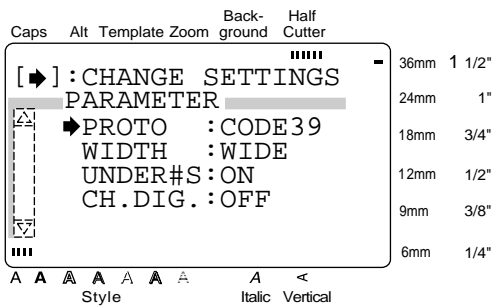 Back- Half
Caps Alt Template Zoom ground Cutter
[➡]:CHANGE SETTINGS
PARAMETER
➡PROTO :CODE39
WIDTH :WIDE
UNDER#S:ON
CH.DIG.:OFF
36mm 1 1/2"
24mm 1"
18mm 3/4"
12mm 1/2"
9mm 3/8"
6mm 1/4"
A A A A A A A A A
Style Italic Vertical